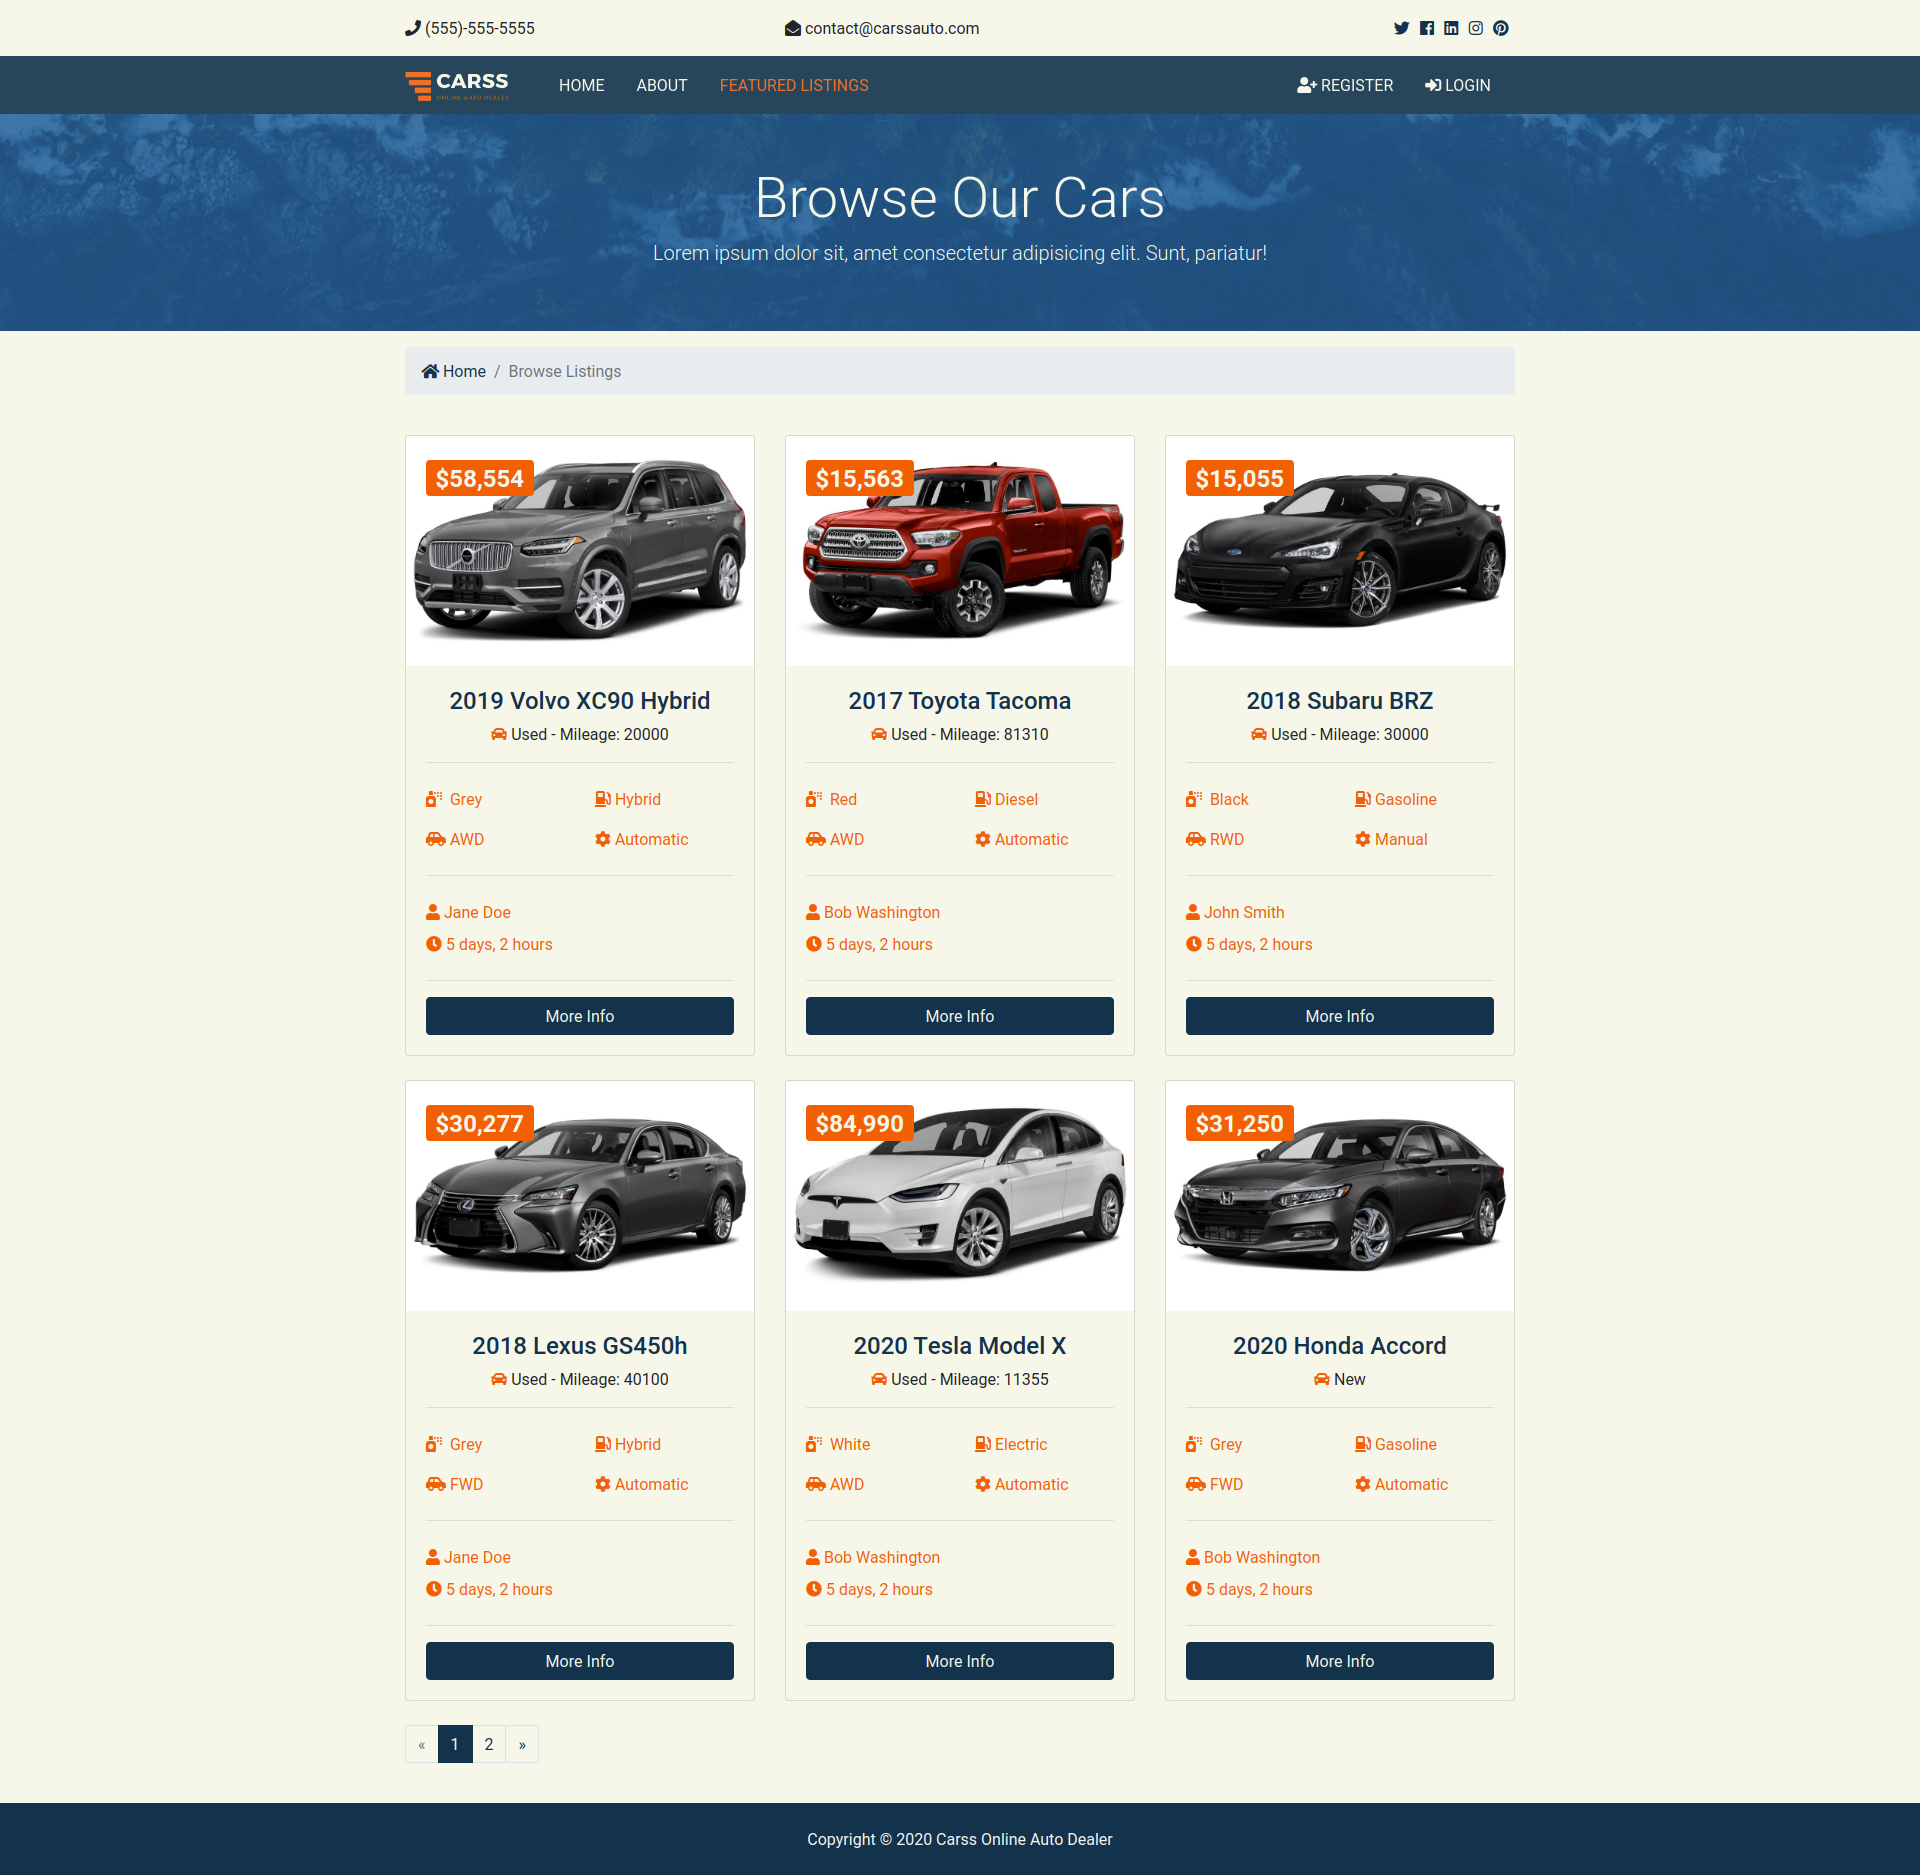 (555)-555-5555
contact@carssauto.com
CARSS
ONLINE AUTO DEALER
HOME
ABOUT
FEATURED LISTINGS
REGISTER
LOGIN
Browse Our Cars
Lorem ipsum dolor sit, amet consectetur adipisicing elit. Sunt, pariatur!
Home / Browse Listings
$58,554
2019 Volvo XC90 Hybrid
Used - Mileage: 20000
Grey
Hybrid
AWD
Automatic
Jane Doe
5 days, 2 hours
More Info
$15,563
2017 Toyota Tacoma
Used - Mileage: 81310
Red
Diesel
AWD
Automatic
Bob Washington
5 days, 2 hours
More Info
$15,055
2018 Subaru BRZ
Used - Mileage: 30000
Black
Gasoline
RWD
Manual
John Smith
5 days, 2 hours
More Info
$30,277
2018 Lexus GS450h
Used - Mileage: 40100
Grey
Hybrid
FWD
Automatic
Jane Doe
5 days, 2 hours
More Info
$84,990
2020 Tesla Model X
Used - Mileage: 11355
White
Electric
AWD
Automatic
Bob Washington
5 days, 2 hours
More Info
$31,250
2020 Honda Accord
New
Grey
Gasoline
FWD
Automatic
Bob Washington
5 days, 2 hours
More Info
« 1 2 »
Copyright © 2020 Carss Online Auto Dealer